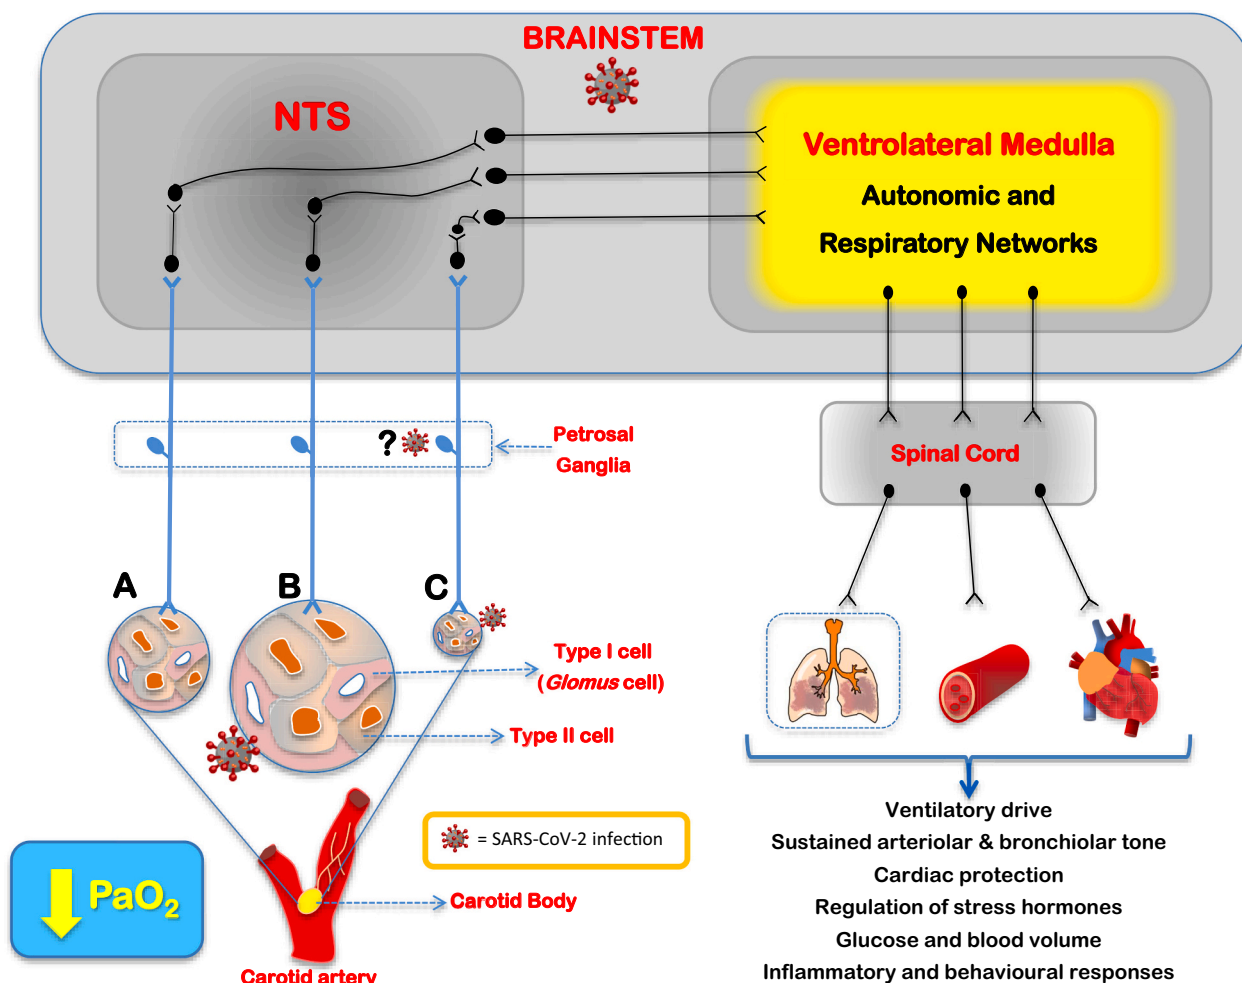 BRAINSTEM
NTS
Ventrolateral Medulla
Autonomic and
Respiratory Networks
?
Petrosal
Ganglia
Spinal Cord
A
B
C
Type I cell
(Glomus cell)
Type II cell
= SARS-CoV-2 infection
PaO₂
Carotid Body
Carotid artery
Ventilatory drive
Sustained arteriolar & bronchiolar tone
Cardiac protection
Regulation of stress hormones
Glucose and blood volume
Inflammatory and behavioural responses